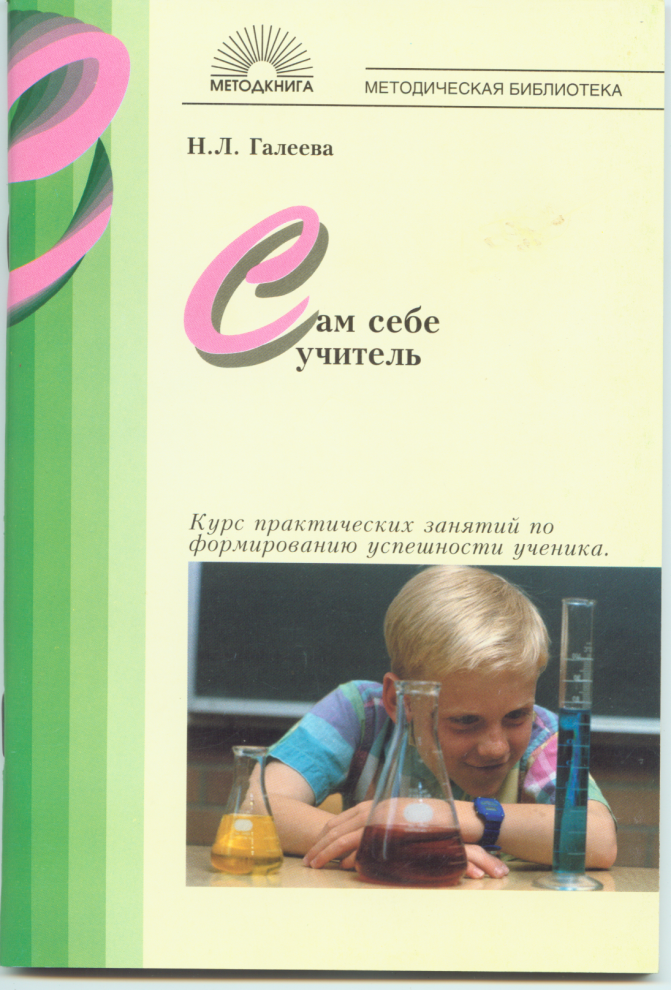 МЕТОДКНИГА
МЕТОДИЧЕСКАЯ БИБЛИОТЕКА
Н.Л. Галеева
Сам себе
учитель
Курс практических занятий по
формированию успешности ученика.